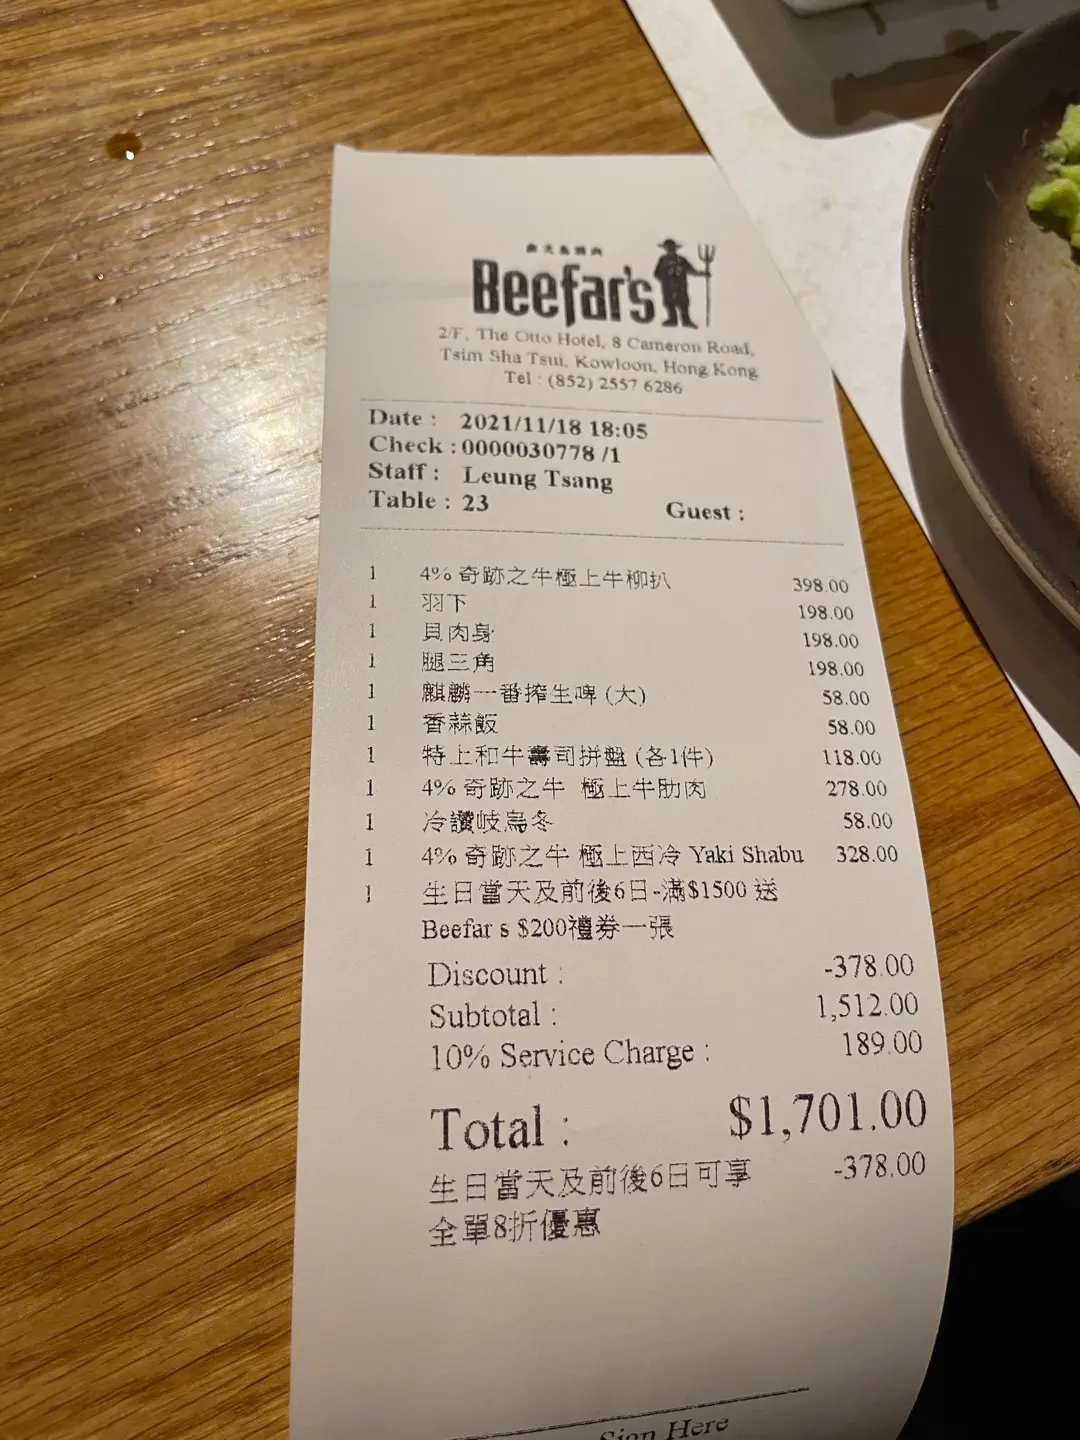 鹿児島焼肉
Beefar's
2/F, The Otto Hotel, 8 Cameron Road,
Tsim Sha Tsui, Kowloon, Hong Kong
Tel : (852) 2557 6286
Date : 2021/11/18 18:05
Check :0000030778 /1
Staff : Leung Tsang
Table : 23 Guest :
1 4% 奇跡之牛極上牛柳扒 398.00
1 羽下 198.00
1 貝肉身 198.00
1 腿三角 198.00
1 麒麟一番搾生啤 (大) 58.00
1 香蒜飯 58.00
1 特上和牛壽司拼盤 (各1件) 118.00
1 4% 奇跡之牛 極上牛肋肉 278.00
1 冷讚岐烏冬 58.00
1 4% 奇跡之牛 極上西冷 Yaki Shabu 328.00
1 生日當天及前後6日-滿$1500 送
Beefar s $200禮券一張
Discount : -378.00
Subtotal : 1,512.00
10% Service Charge : 189.00
Total : $1,701.00
生日當天及前後6日可享 -378.00
全單8折優惠
Sign Here